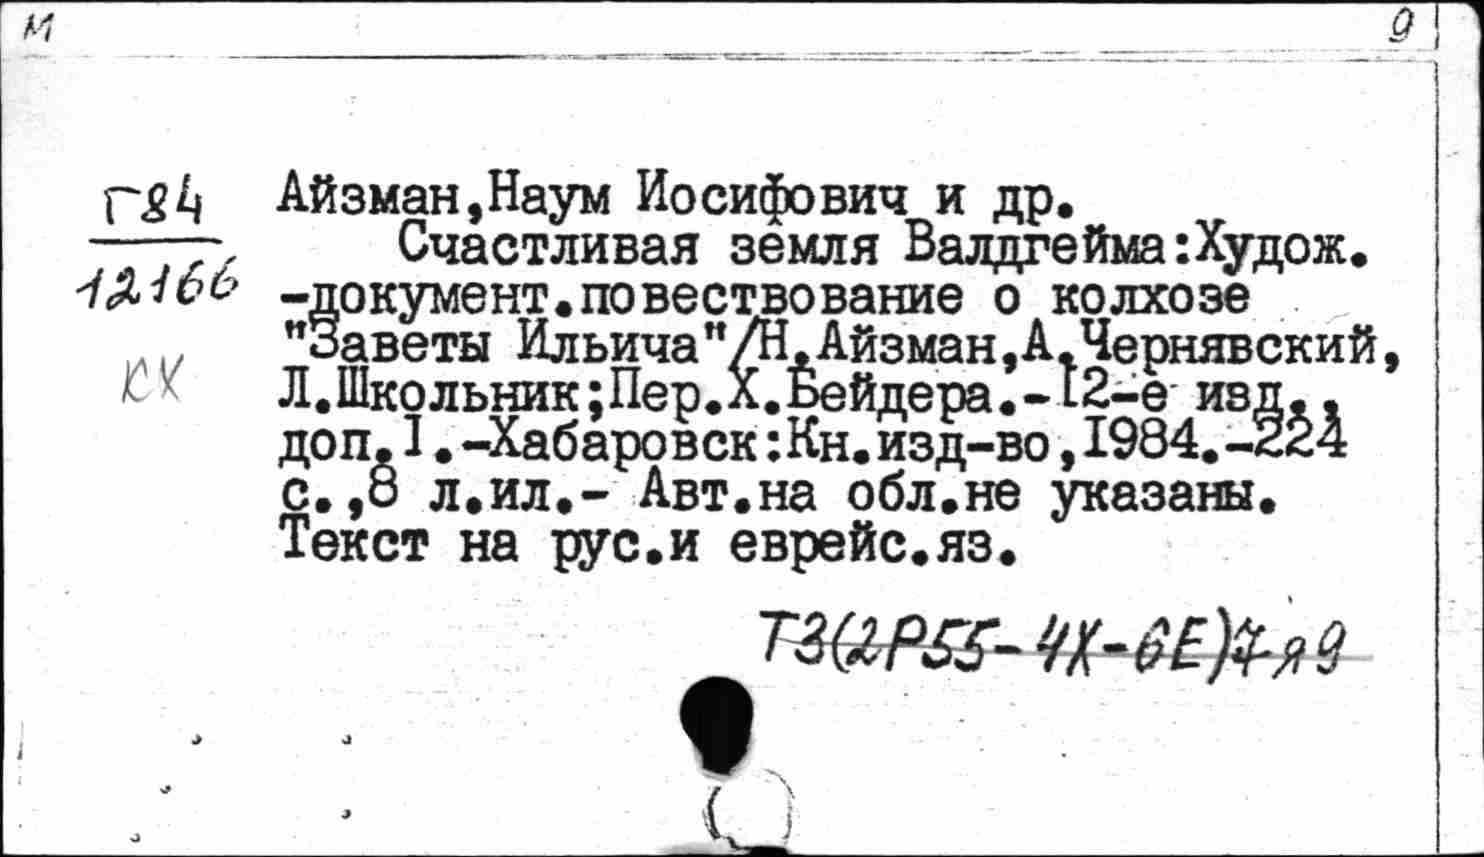 М 9
Г84
12166
КХ
Айзман,Наум Иосифович и др.
Счастливая земля Валдгейма:Худож.
-документ.повествование о колхозе
"Заветы Ильича"/Н.Айзман,А.Чернявский,
Л.Школьник;Пер.Х.Бейдера.-[2-е изд.,
доп.].-Хабаровск:Кн.изд-во,1984.-224
с.,8 л.ил.- Авт.на обл.не указаны.
Текст на рус.и еврейс.яз.
Т3(2Р55-4Х-6Е)7я9